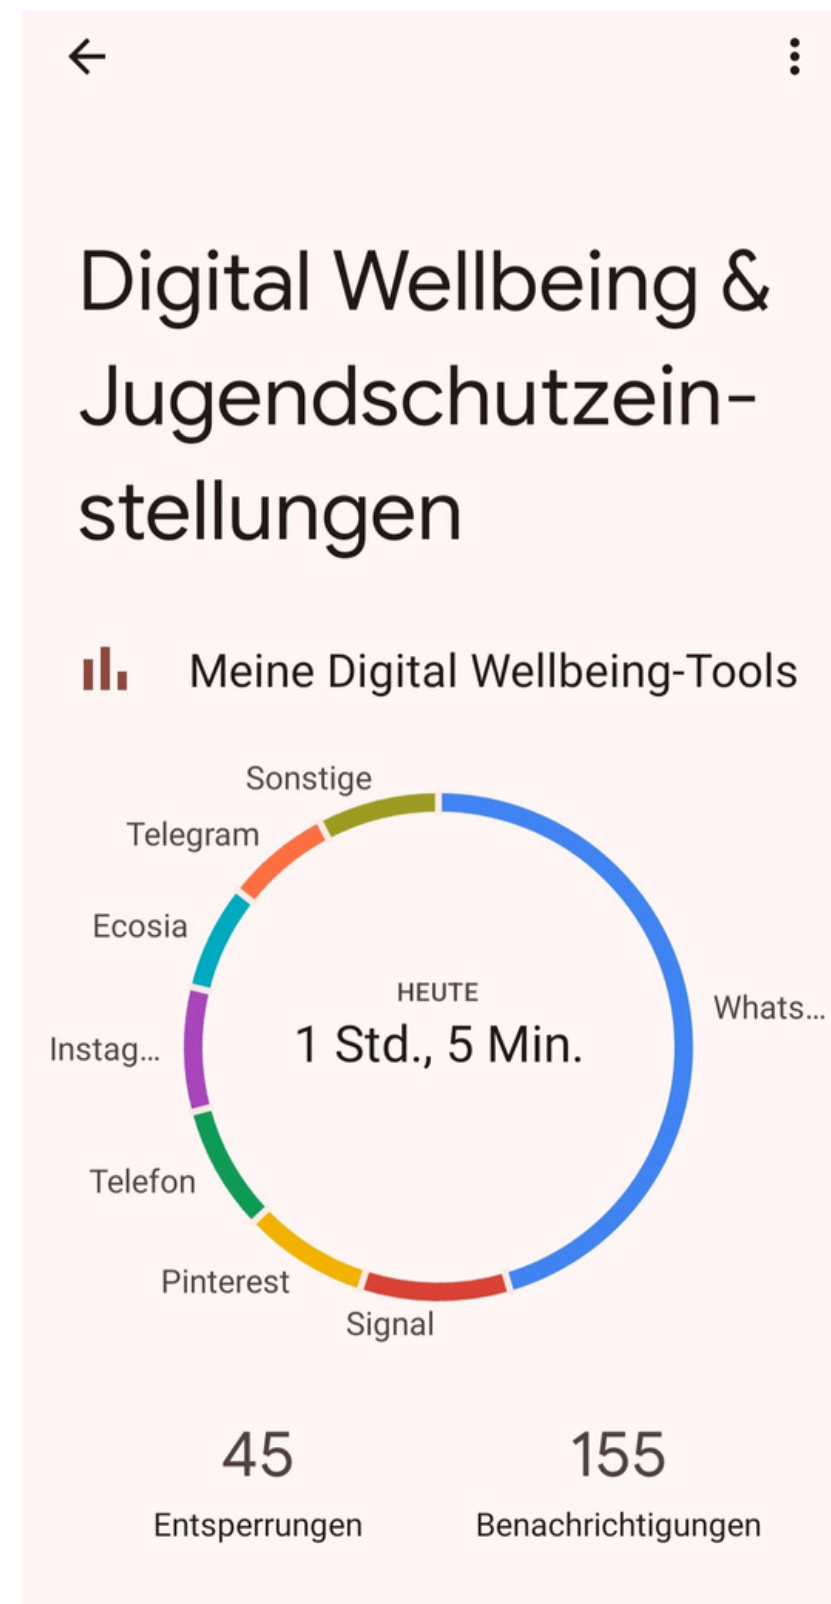 Digital Wellbeing &
Jugendschutzein-
stellungen
Meine Digital Wellbeing-Tools
Sonstige
Telegram
Ecosia
HEUTE
Whats...
1 Std., 5 Min.
Instag...
Telefon
Pinterest
Signal
45
155
Entsperrungen
Benachrichtigungen